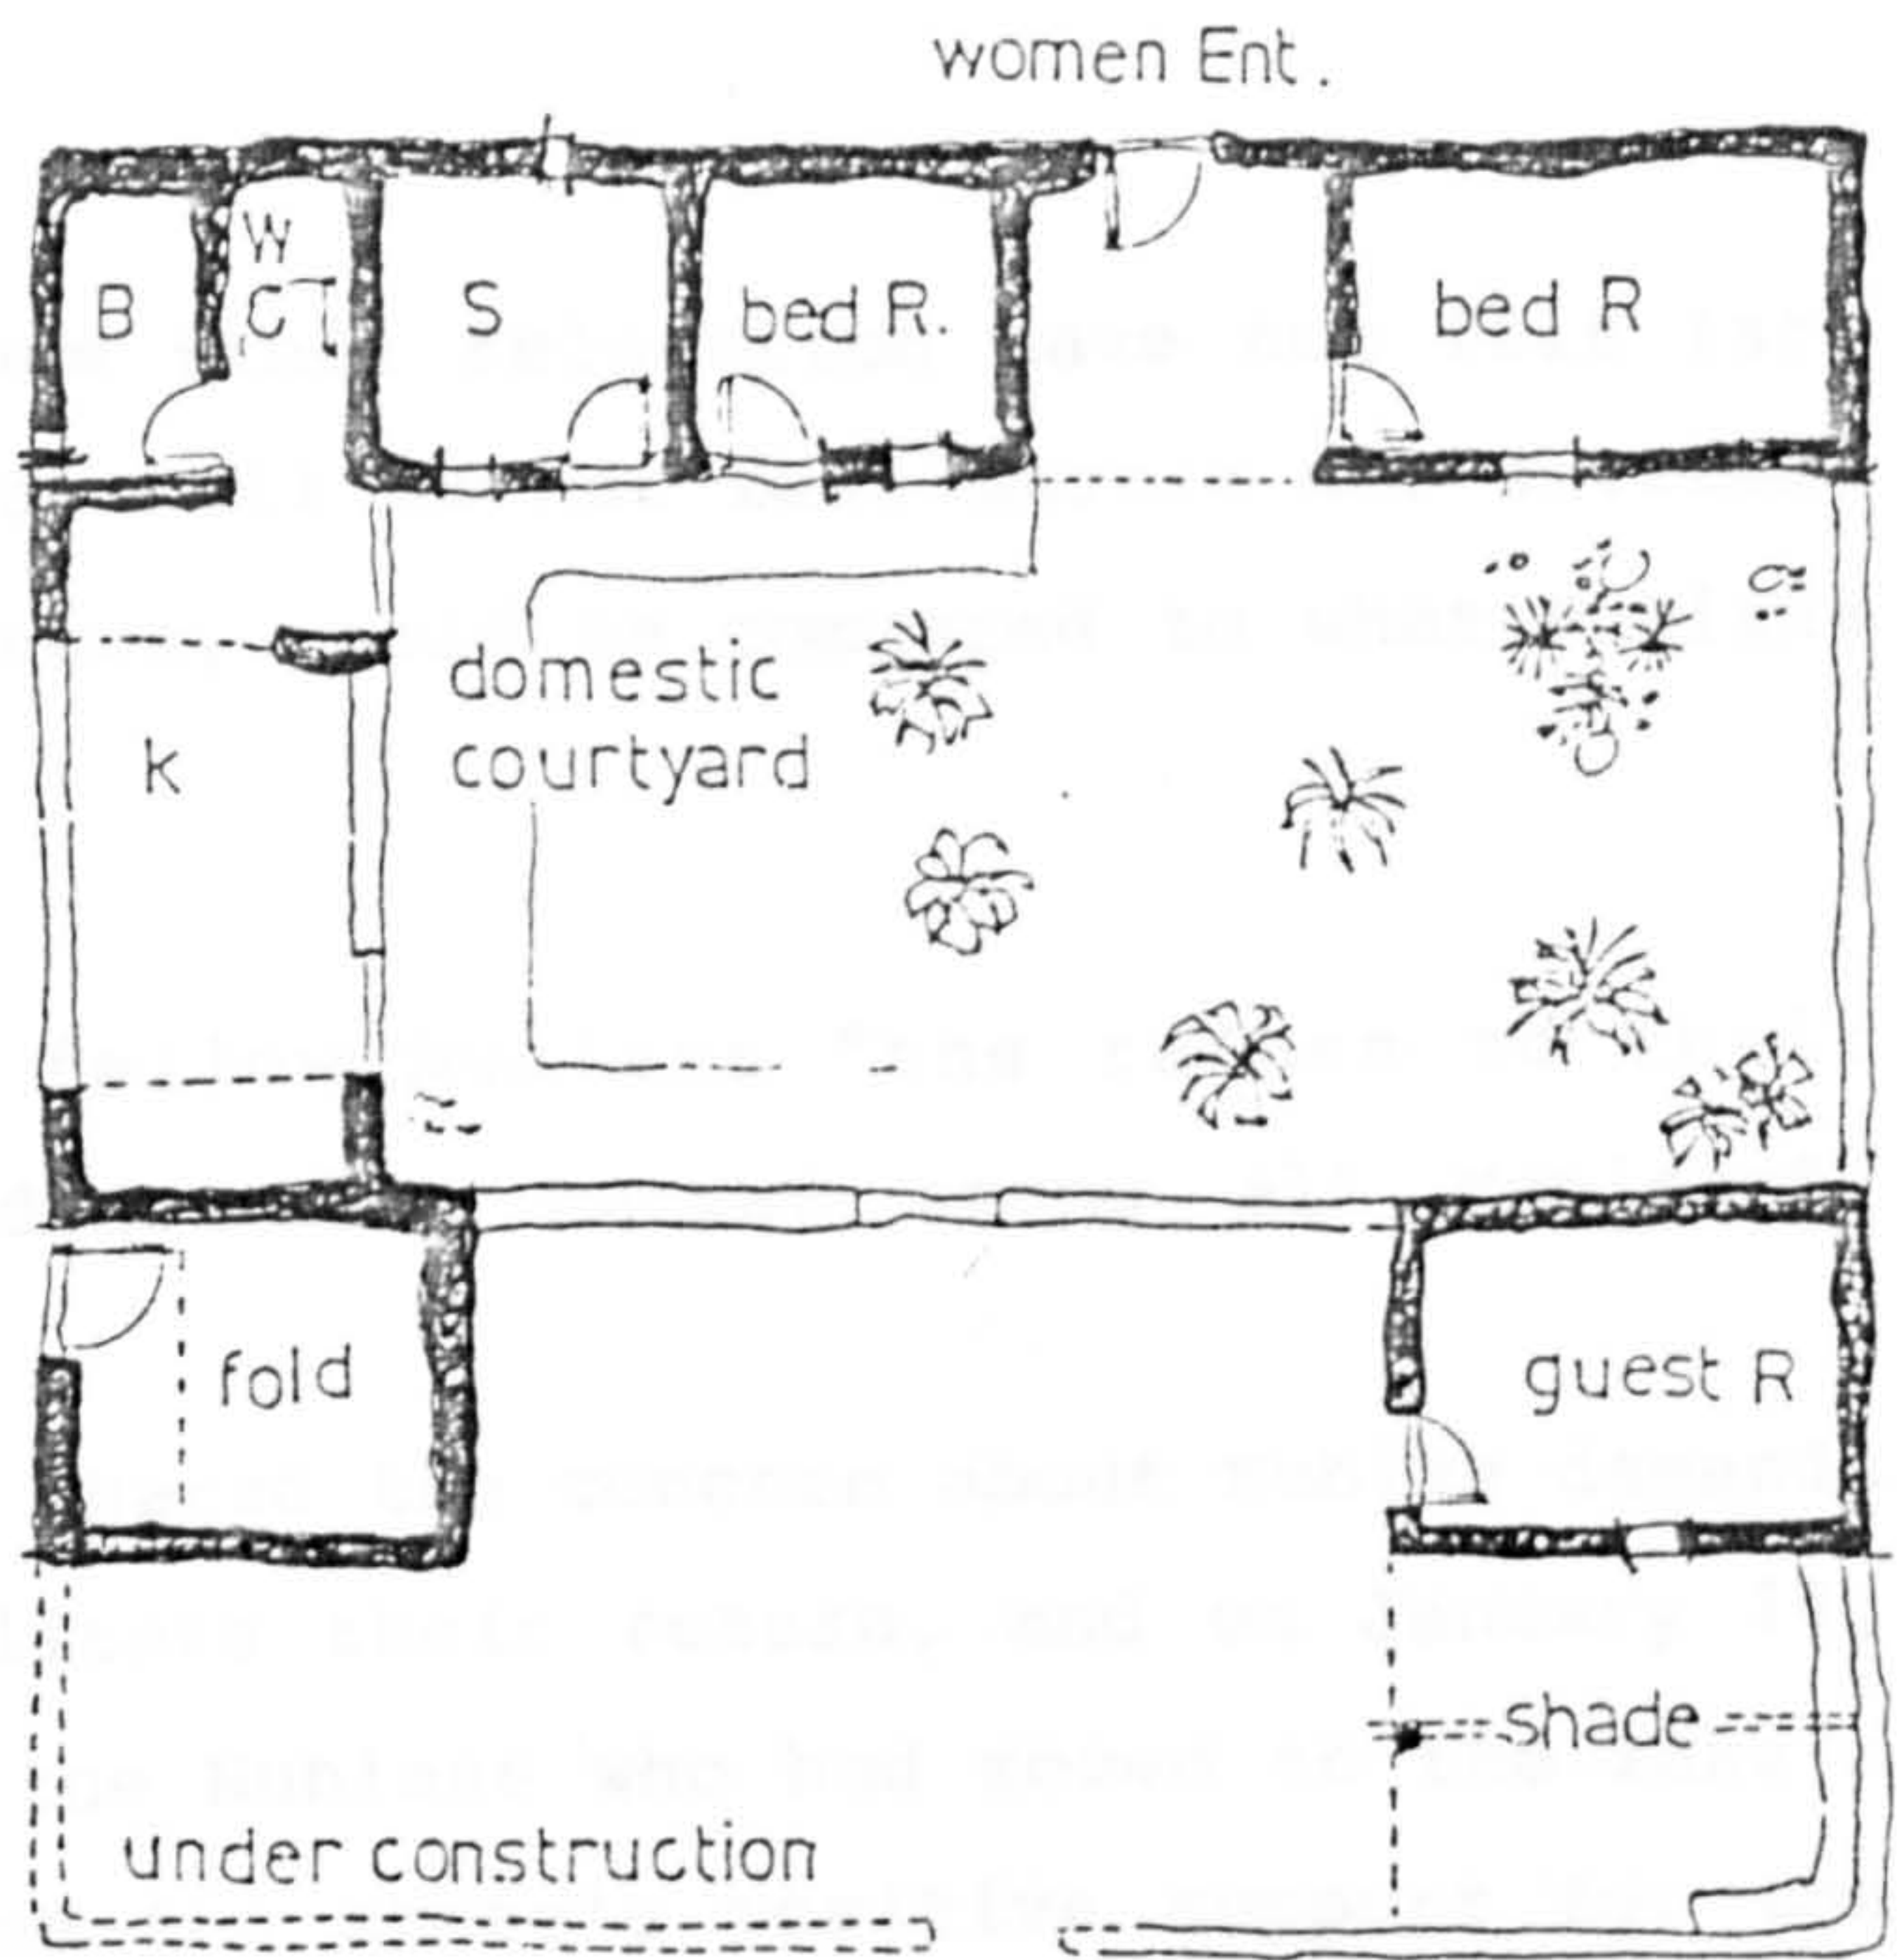 women Ent.
B
W
C
S
bed R.
bed R
domestic
courtyard
k
fold
guest R
shade
under construction